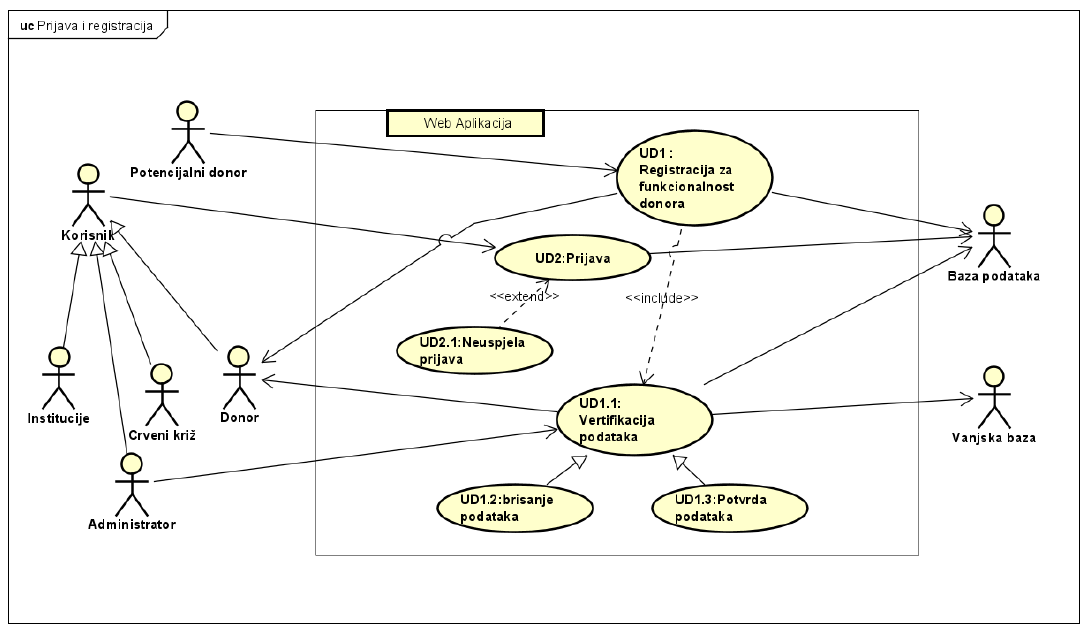 uc Prijava i registracija
Web Aplikacija
Potencijalni donor
UD1 :
Registracija za
funkcionalnost
donora
Korisnik
UD2:Prijava
Baza podataka
<<extend>>
<<include>>
UD2.1:Neuspjela
prijava
Institucije
Crveni križ
Donor
UD1.1:
Vertifikacija
podataka
Vanjska baza
Administrator
UD1.2:brisanje
podataka
UD1.3:Potvrda
podataka